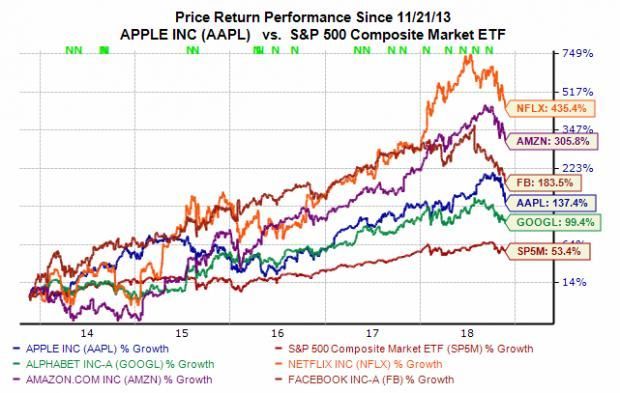 Price Return Performance Since 11/21/13
APPLE INC (AAPL) vs. S&P 500 Composite Market ETF
N N N N N N N N N N N N N N N N N
749%
517%
NFLX: 435.4%
347%
AMZN: 305.8%
223%
FB: 183.5%
AAPL: 137.4%
GOOGL: 99.4%
SP5M: 53.4%
14%
14 15 16 17 18
APPLE INC (AAPL) % Growth
S&P 500 Composite Market ETF (SP5M) % Growth
ALPHABET INC-A (GOOGL) % Growth
NETFLIX INC (NFLX) % Growth
AMAZON.COM INC (AMZN) % Growth
FACEBOOK INC-A (FB) % Growth